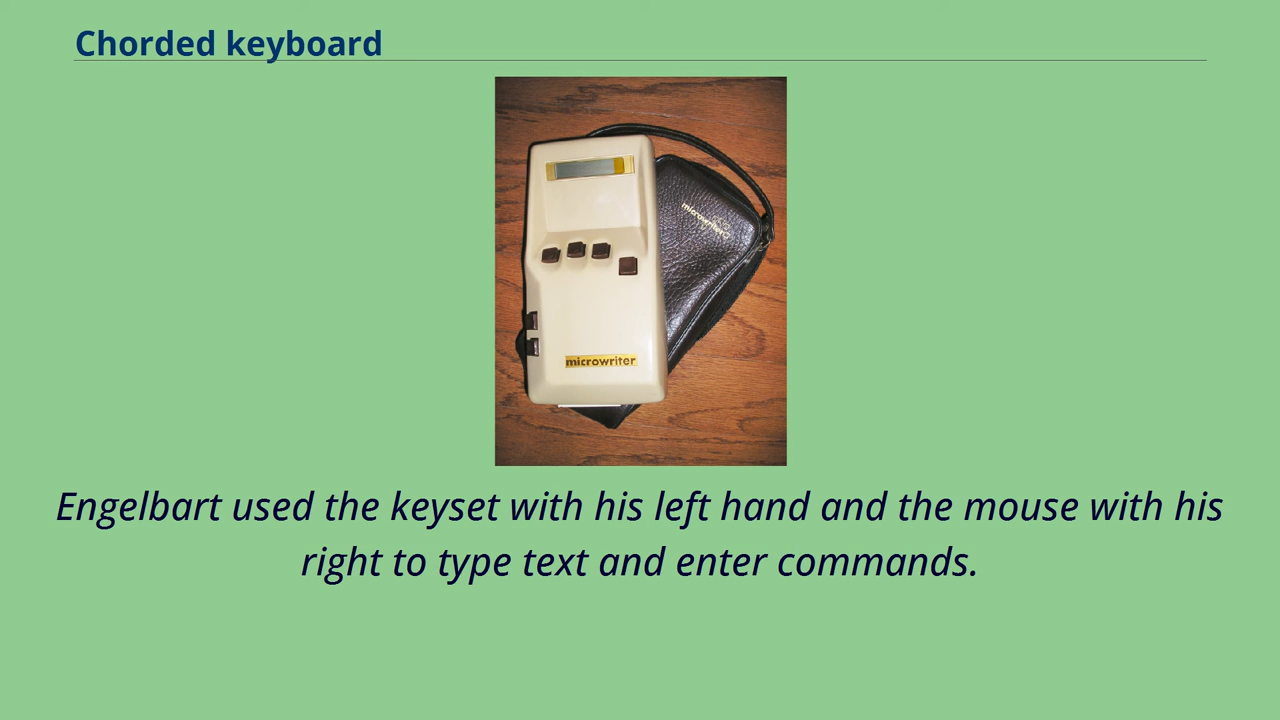 Chorded keyboard
microwriter
microwriter
Engelbart used the keyset with his left hand and the mouse with his
right to type text and enter commands.